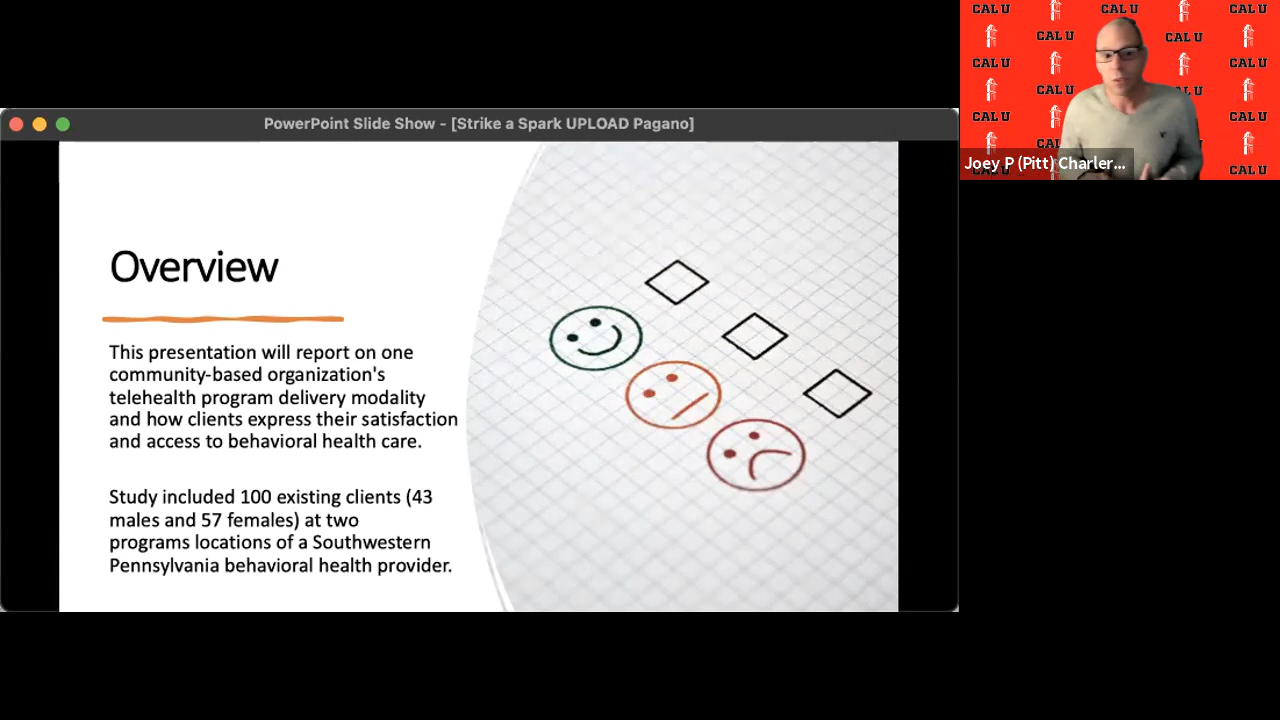 PowerPoint Slide Show - [Strike a Spark UPLOAD Pagano]
Overview
This presentation will report on one
community-based organization's
telehealth program delivery modality
and how clients express their satisfaction
and access to behavioral health care.
Study included 100 existing clients (43
males and 57 females) at two
programs locations of a Southwestern
Pennsylvania behavioral health provider.
CAL U CAL U CAL U
CAL U CAL U
CAL U CAL U
CAL U CAL U
CAL U CAL U
CAL U
CAL U
Joey P (Pitt) Charler...